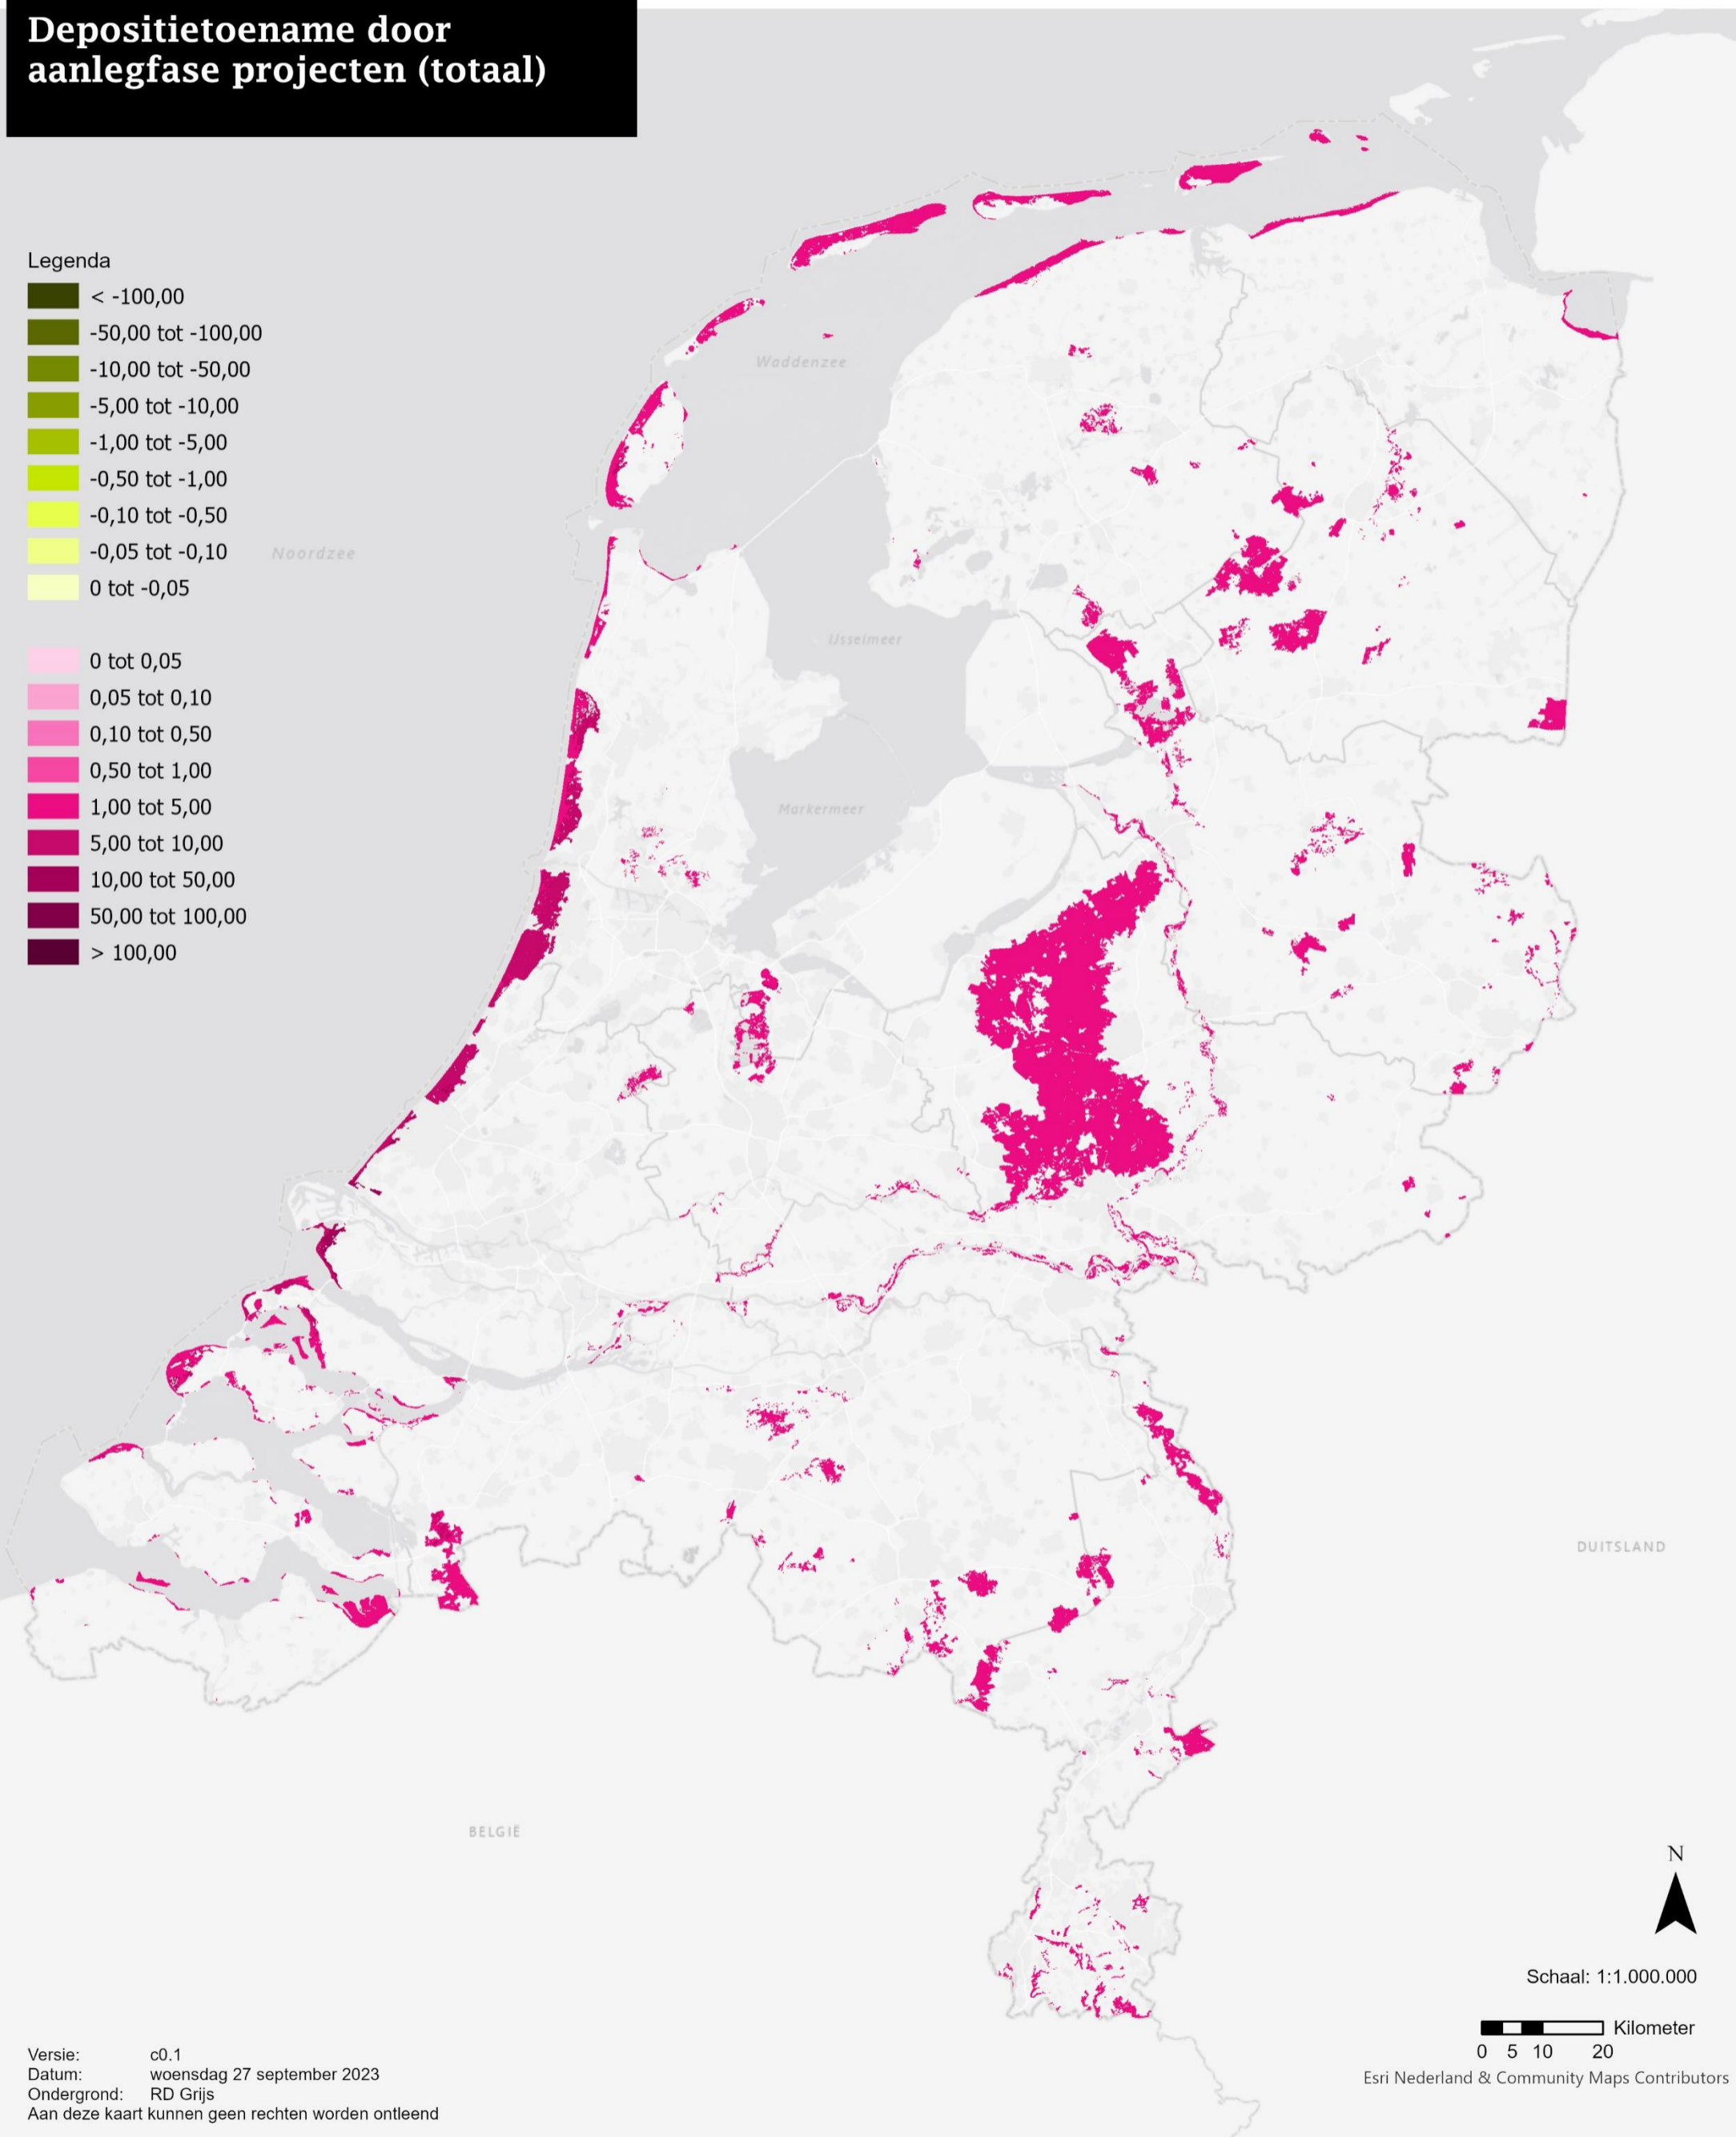 Depositietoename door
aanlegfase projecten (totaal)
Legenda
< -100,00
-50,00 tot -100,00
-10,00 tot -50,00
-5,00 tot -10,00
-1,00 tot -5,00
-0,50 tot -1,00
-0,10 tot -0,50
-0,05 tot -0,10
0 tot -0,05
0 tot 0,05
0,05 tot 0,10
0,10 tot 0,50
0,50 tot 1,00
1,00 tot 5,00
5,00 tot 10,00
10,00 tot 50,00
50,00 tot 100,00
> 100,00
Waddenzee
Noordzee
IJsselmeer
Markermeer
DUITSLAND
BELGIË
N
Schaal: 1:1.000.000
Kilometer
0 5 10 20
Esri Nederland & Community Maps Contributors
Versie: c0.1
Datum: woensdag 27 september 2023
Ondergrond: RD Grijs
Aan deze kaart kunnen geen rechten worden ontleend